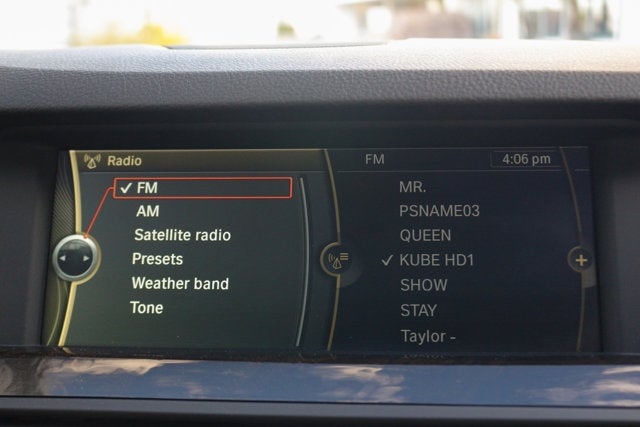 Radio
FM
AM
Satellite radio
Presets
Weather band
Tone
FM
4:06 pm
MR.
PSNAME03
QUEEN
KUBE HD1
SHOW
STAY
Taylor -